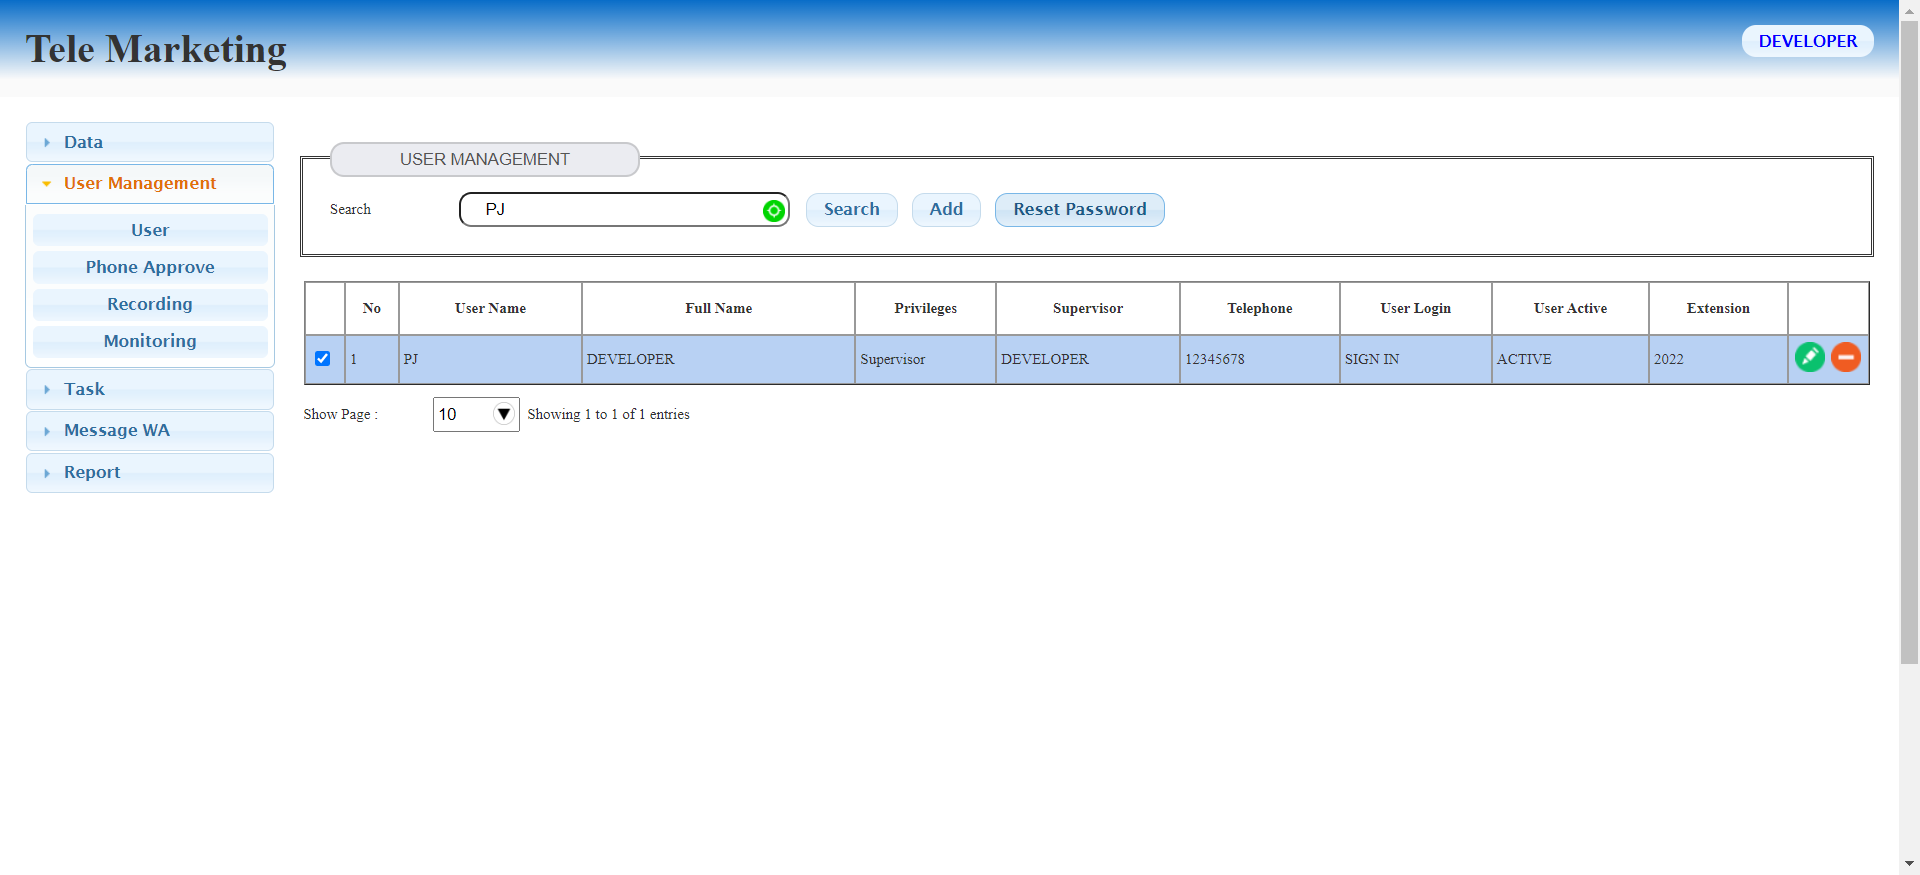 Tele Marketing
DEVELOPER
Data
User Management
User
Phone Approve
Recording
Monitoring
Task
Message WA
Report
USER MANAGEMENT
Search PJ Search Add Reset Password
No User Name Full Name Privileges Supervisor Telephone User Login User Active Extension
1 PJ DEVELOPER Supervisor DEVELOPER 12345678 SIGN IN ACTIVE 2022
Show Page : 10 Showing 1 to 1 of 1 entries